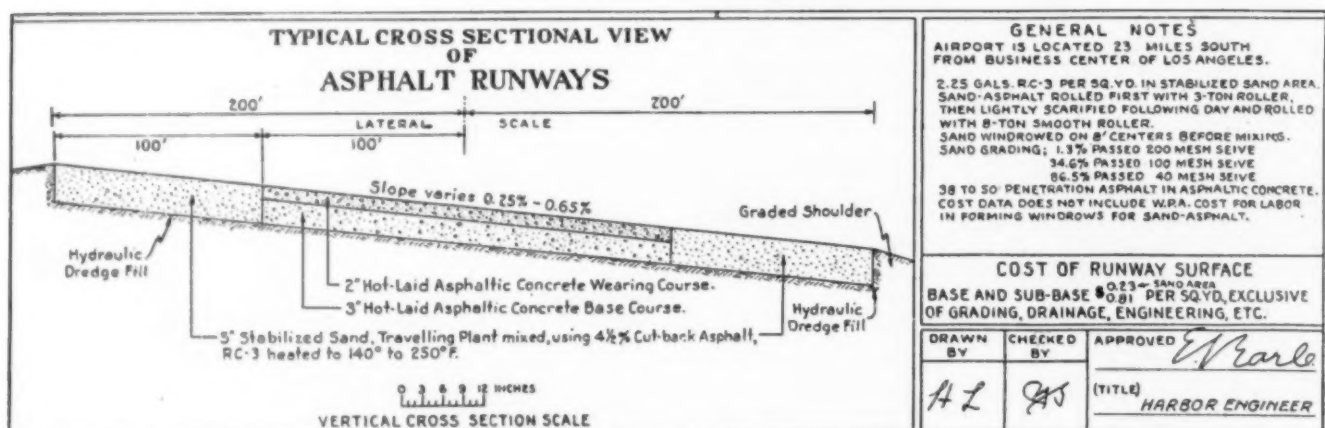 TYPICAL CROSS SECTIONAL VIEW
OF
ASPHALT RUNWAYS
200' 200'
LATERAL SCALE
100' 100'
Slope varies 0.25% - 0.65%
Graded Shoulder
Hydraulic
Dredge Fill
2" Hot-Laid Asphaltic Concrete Wearing Course.
3" Hot-Laid Asphaltic Concrete Base Course.
Hydraulic
Dredge Fill
5" Stabilized Sand, Travelling Plant mixed, using 4½% Cut-back Asphalt,
RC-3 heated to 140° to 250°F.
0 3 6 9 12 INCHES
VERTICAL CROSS SECTION SCALE
GENERAL NOTES
AIRPORT IS LOCATED 23 MILES SOUTH
FROM BUSINESS CENTER OF LOS ANGELES.
2.25 GALS. RC-3 PER SQ.YD. IN STABILIZED SAND AREA.
SAND-ASPHALT ROLLED FIRST WITH 3-TON ROLLER,
THEN LIGHTLY SCARIFIED FOLLOWING DAY AND ROLLED
WITH 8-TON SMOOTH ROLLER.
SAND WINDROWED ON 8' CENTERS BEFORE MIXING.
SAND GRADING; 1.3% PASSED 200 MESH SEIVE
34.6% PASSED 100 MESH SEIVE
86.5% PASSED 40 MESH SEIVE
38 TO 50 PENETRATION ASPHALT IN ASPHALTIC CONCRETE.
COST DATA DOES NOT INCLUDE W.P.A. COST FOR LABOR
IN FORMING WINDROWS FOR SAND-ASPHALT.
COST OF RUNWAY SURFACE
0.23 ← SAND AREA
BASE AND SUB-BASE $0.81 PER SQ.YD., EXCLUSIVE
OF GRADING, DRAINAGE, ENGINEERING, ETC.
DRAWN
BY
H L
CHECKED
BY
APPROVED
(TITLE) HARBOR ENGINEER